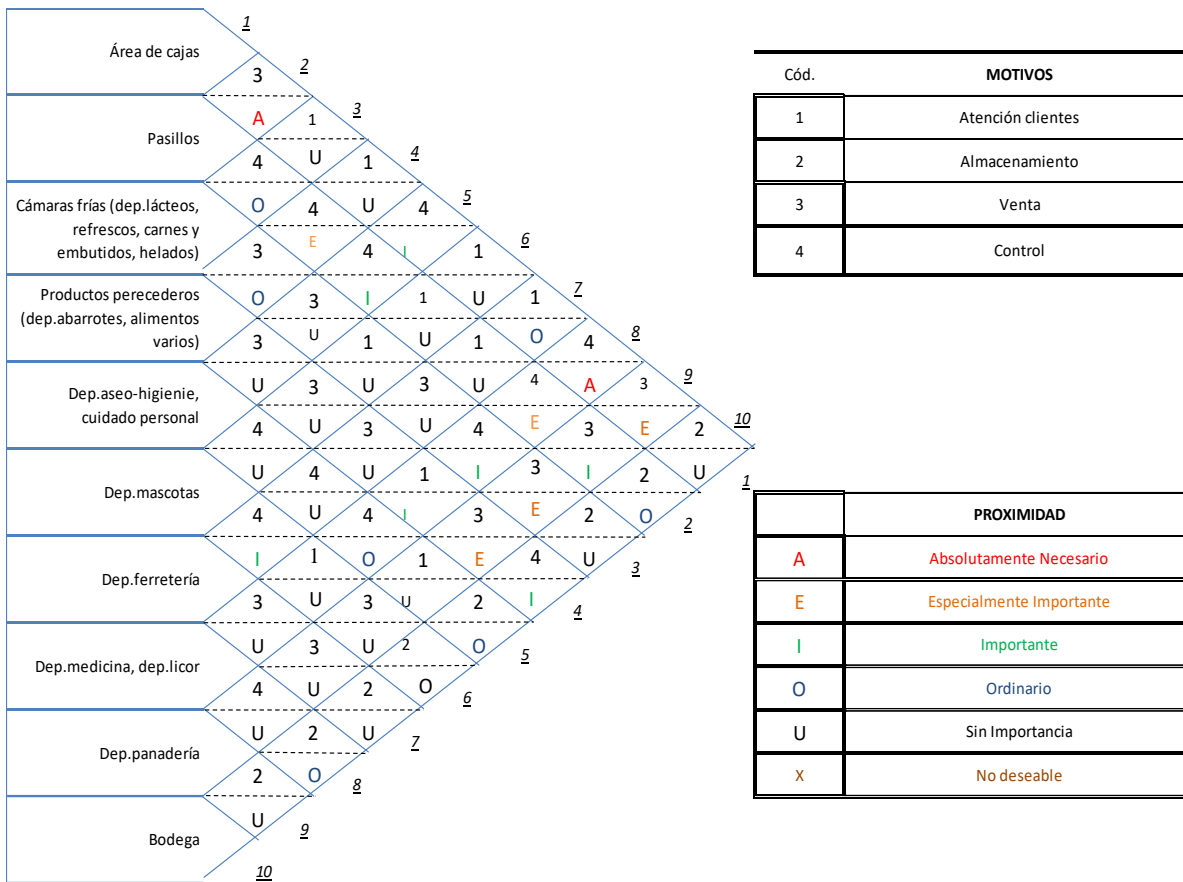 1
Área de cajas
3 2
A 1 3
Pasillos
4 U 1 4
Cámaras frías (dep.lácteos,
refrescos, carnes y
embutidos, helados)
O 4 U 4 5
3 E 4 I 1 6
Productos perecederos
(dep.abarrotes, alimentos
varios)
O 3 I 1 U 1 7
3 U 1 U 1 O 4 8
Dep.aseo-higienie,
cuidado personal
U 3 U 3 U 4 A 3 9
4 U 3 U 4 E 3 E 2 10
Dep.mascotas
U 4 U 1 I 3 I 2 U 1
4 U 4 I 3 E 2 O 2
Dep.ferretería
I 1 O 1 E 4 U 3
3 U 3 U 2 I 4
Dep.medicina, dep.licor
U 3 U 2 O 5
4 U 2 O 6
Dep.panadería
U 2 U 7
2 O 8
Bodega
U 9
10
Cód. MOTIVOS
1 Atención clientes
2 Almacenamiento
3 Venta
4 Control
PROXIMIDAD
A Absolutamente Necesario
E Especialmente Importante
I Importante
O Ordinario
U Sin Importancia
X No deseable